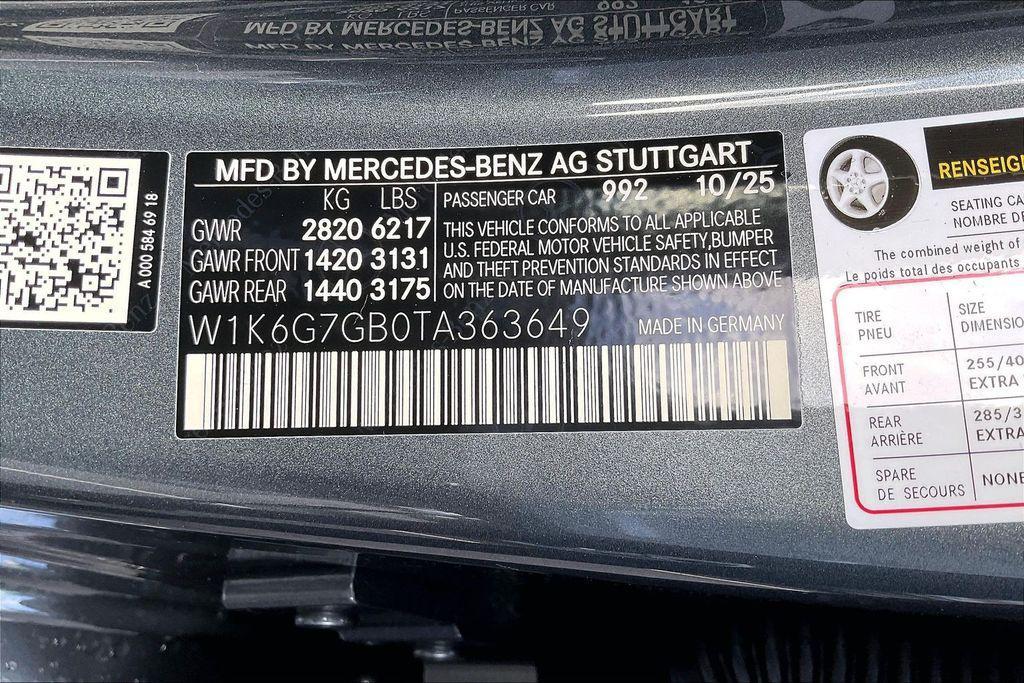 MFD BY MERCEDES-BENZ AG STUTTGART
KG LBS
GWR 2820 6217
GAWR FRONT 1420 3131
GAWR REAR 1440 3175
PASSENGER CAR 992 10/25
THIS VEHICLE CONFORMS TO ALL APPLICABLE
U.S. FEDERAL MOTOR VEHICLE SAFETY,BUMPER
AND THEFT PREVENTION STANDARDS IN EFFECT
ON THE DATE OF MANUFACTURE SHOWN ABOVE
W1K6G7GB0TA363649 MADE IN GERMANY
A 000 584 69 18
RENSEIG
SEATING CA
NOMBRE DE
The combined weight of
Le poids total des occupants
TIRE
PNEU
SIZE
DIMENSIO
FRONT
AVANT
255/40
EXTRA
REAR
ARRIÈRE
285/3
EXTRA
SPARE
DE SECOURS
NONE